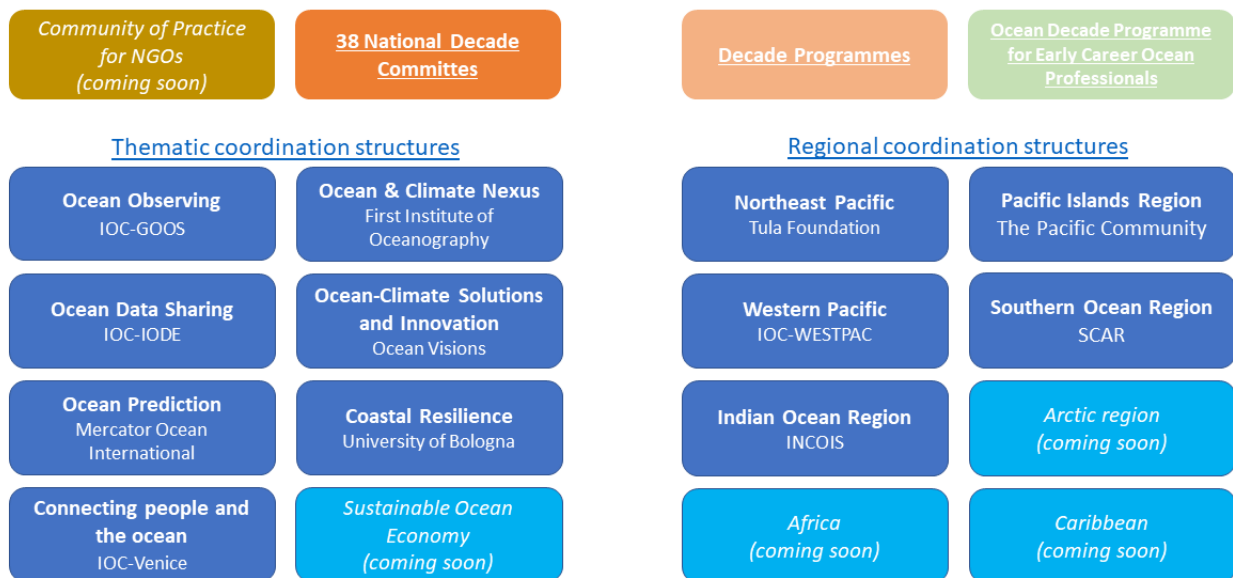 Community of Practice
for NGOs
(coming soon)
38 National Decade
Committes
Decade Programmes
Ocean Decade Programme
for Early Career Ocean
Professionals
Thematic coordination structures
Ocean Observing
IOC-GOOS
Ocean & Climate Nexus
First Institute of
Oceanography
Ocean Data Sharing
IOC-IODE
Ocean-Climate Solutions
and Innovation
Ocean Visions
Ocean Prediction
Mercator Ocean
International
Coastal Resilience
University of Bologna
Connecting people and
the ocean
IOC-Venice
Sustainable Ocean
Economy
(coming soon)
Regional coordination structures
Northeast Pacific
Tula Foundation
Pacific Islands Region
The Pacific Community
Western Pacific
IOC-WESTPAC
Southern Ocean Region
SCAR
Indian Ocean Region
INCOIS
Arctic region
(coming soon)
Africa
(coming soon)
Caribbean
(coming soon)